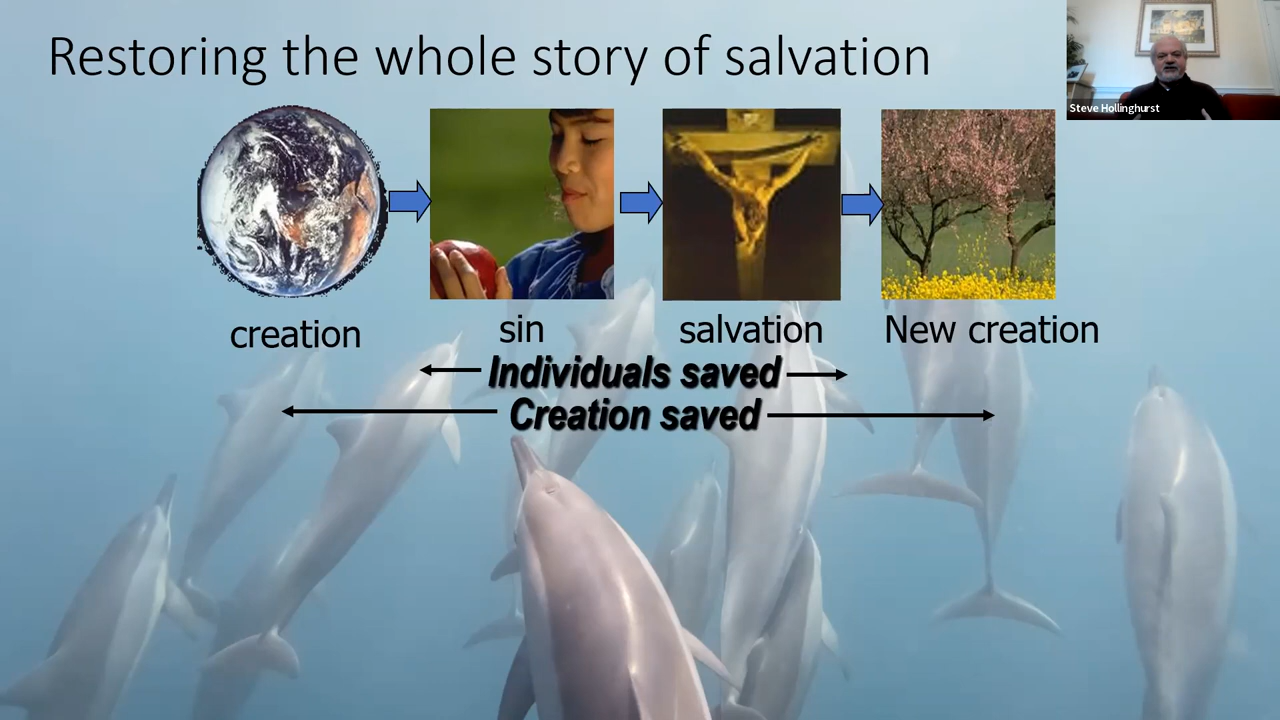 Restoring the whole story of salvation
Steve Hollinghurst
creation
sin
salvation
New creation
Individuals saved
Creation saved